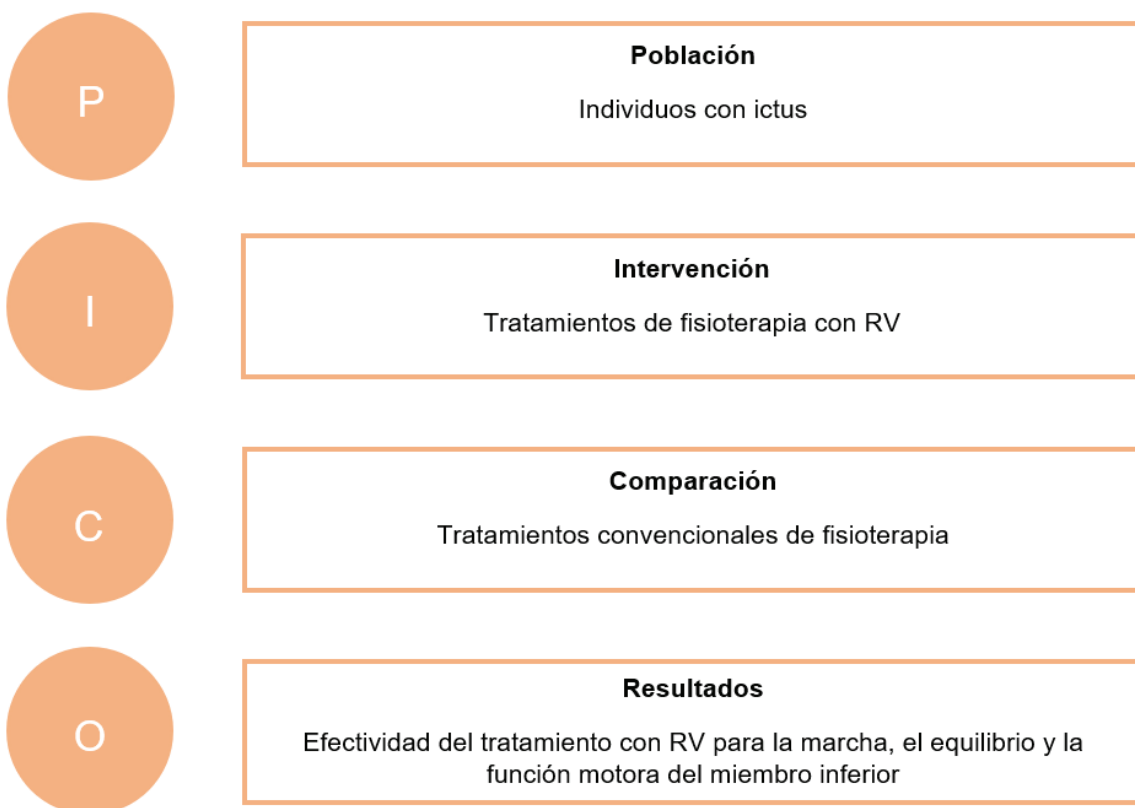 P
Población
Individuos con ictus
I
Intervención
Tratamientos de fisioterapia con RV
C
Comparación
Tratamientos convencionales de fisioterapia
O
Resultados
Efectividad del tratamiento con RV para la marcha, el equilibrio y la
función motora del miembro inferior